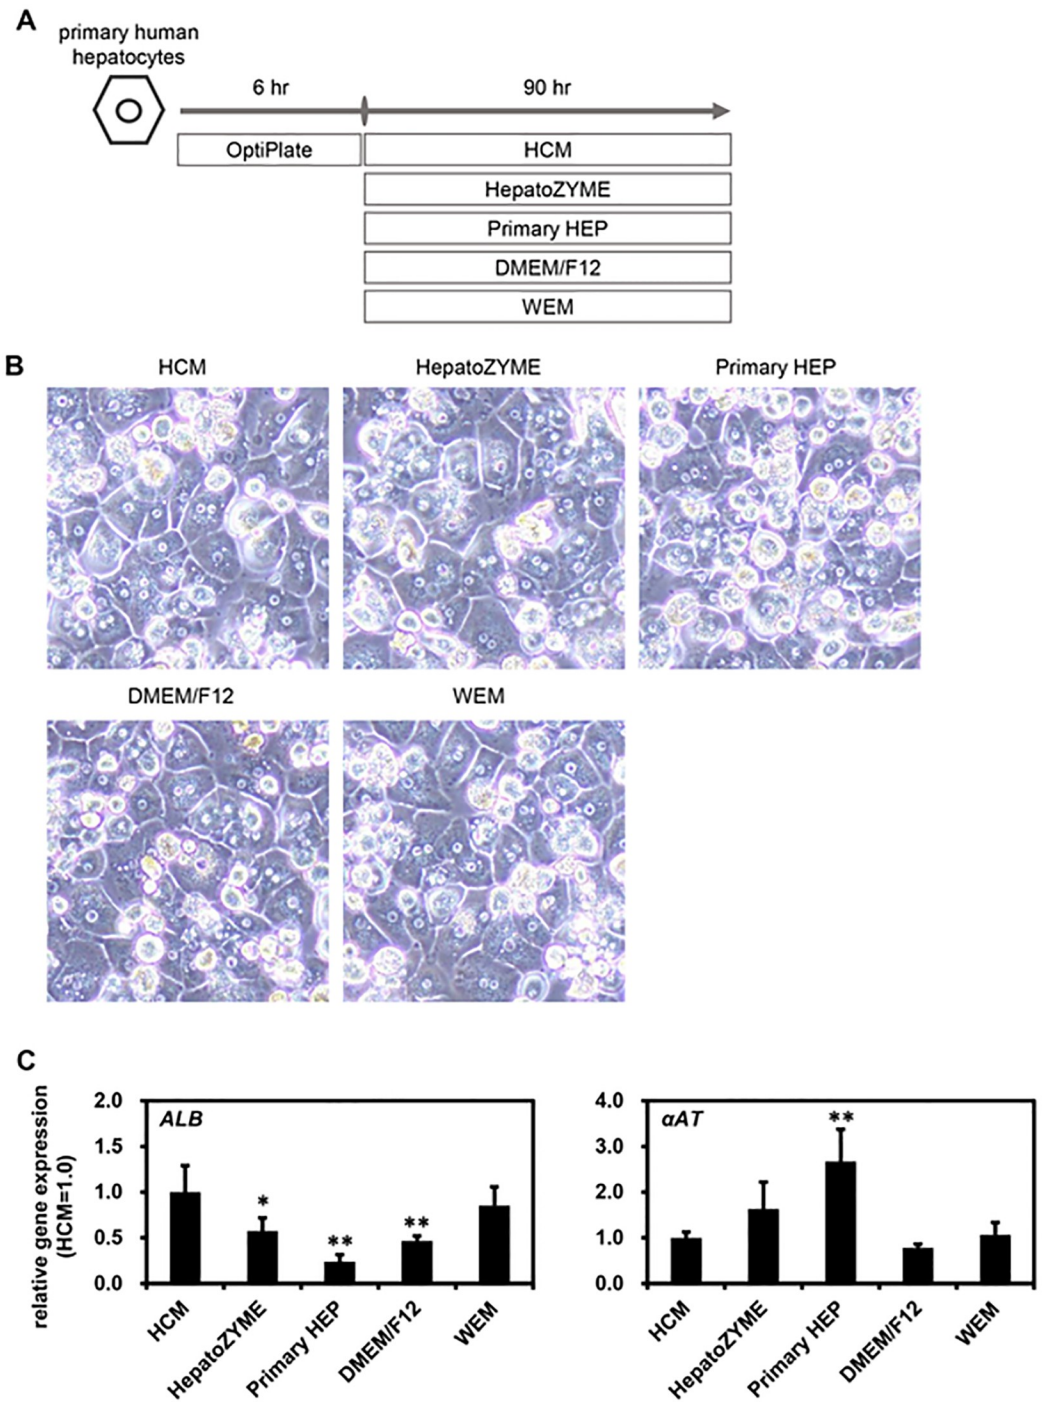 A
primary human
hepatocytes
6 hr
90 hr
OptiPlate
HCM
HepatoZYME
Primary HEP
DMEM/F12
WEM
B
HCM
HepatoZYME
Primary HEP
DMEM/F12
WEM
C
relative gene expression
(HCM=1.0)
2.0
1.5
1.0
0.5
0.0
ALB
*
**
**
HCM
HepatoZYME
Primary HEP
DMEM/F12
WEM
4.0
3.0
2.0
1.0
0.0
αAT
**
HCM
HepatoZYME
Primary HEP
DMEM/F12
WEM